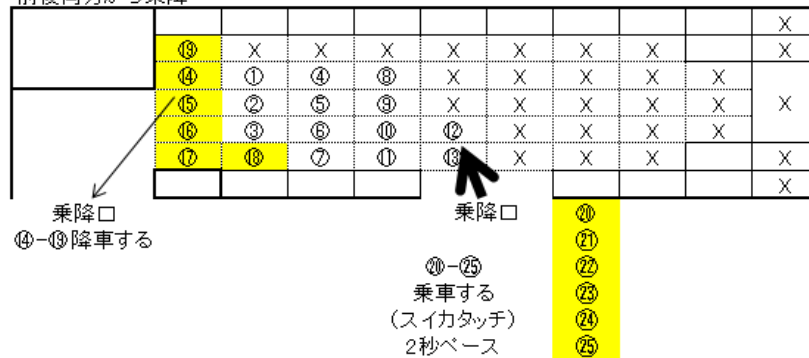 X
⑲ X X X X X X X X
⑭ ① ④ ⑧ X X X X X
⑮ ② ⑤ ⑨ X X X X X X
⑯ ③ ⑥ ⑩ ⑫ X X X X
⑰ ⑱ ⑦ ⑪ ⑬ X X X X
X
乗降口
⑭-⑲降車する
乗降口
⑳-㉕
乗車する
(スイカタッチ)
2秒ペース
⑳
㉑
㉒
㉓
㉔
㉕